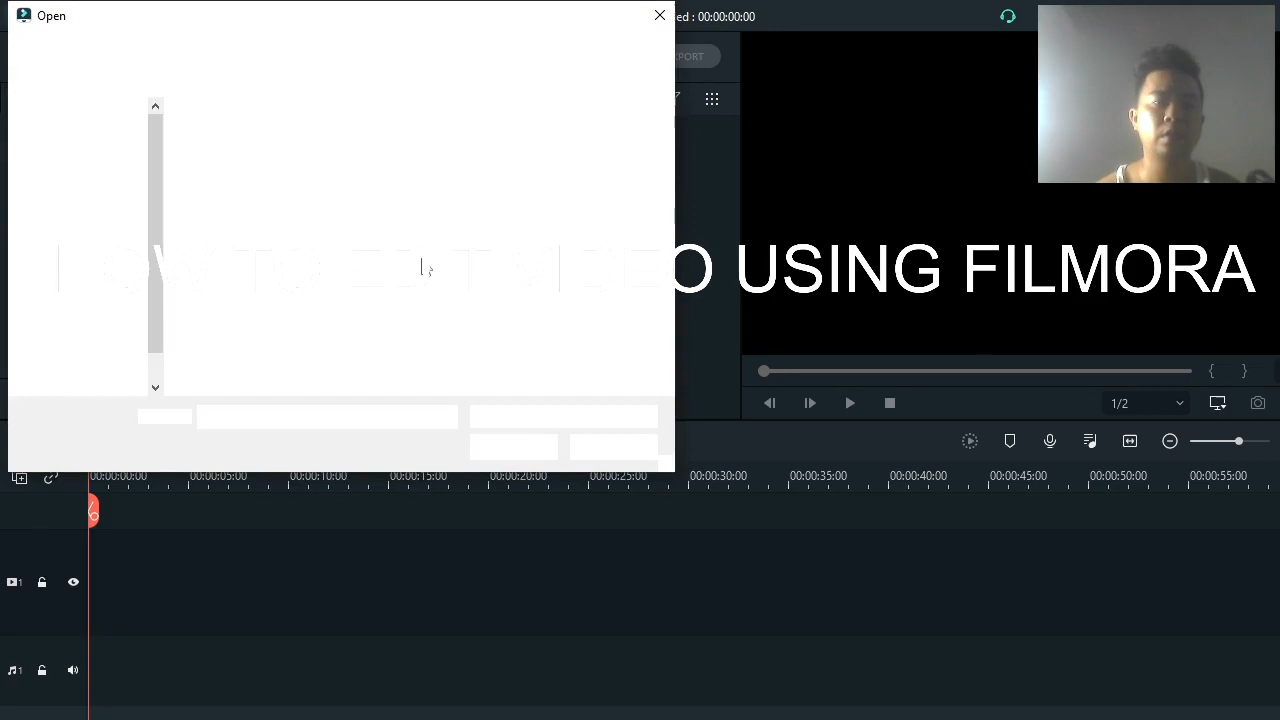 Open
ed : 00:00:00:00
PORT
HOW TO EDIT VIDEO USING FILMORA
1/2
00:00:00:00 00:00:05:00 00:00:10:00 00:00:15:00 00:00:20:00 00:00:25:00 00:00:30:00 00:00:35:00 00:00:40:00 00:00:45:00 00:00:50:00 00:00:55:00
1
1